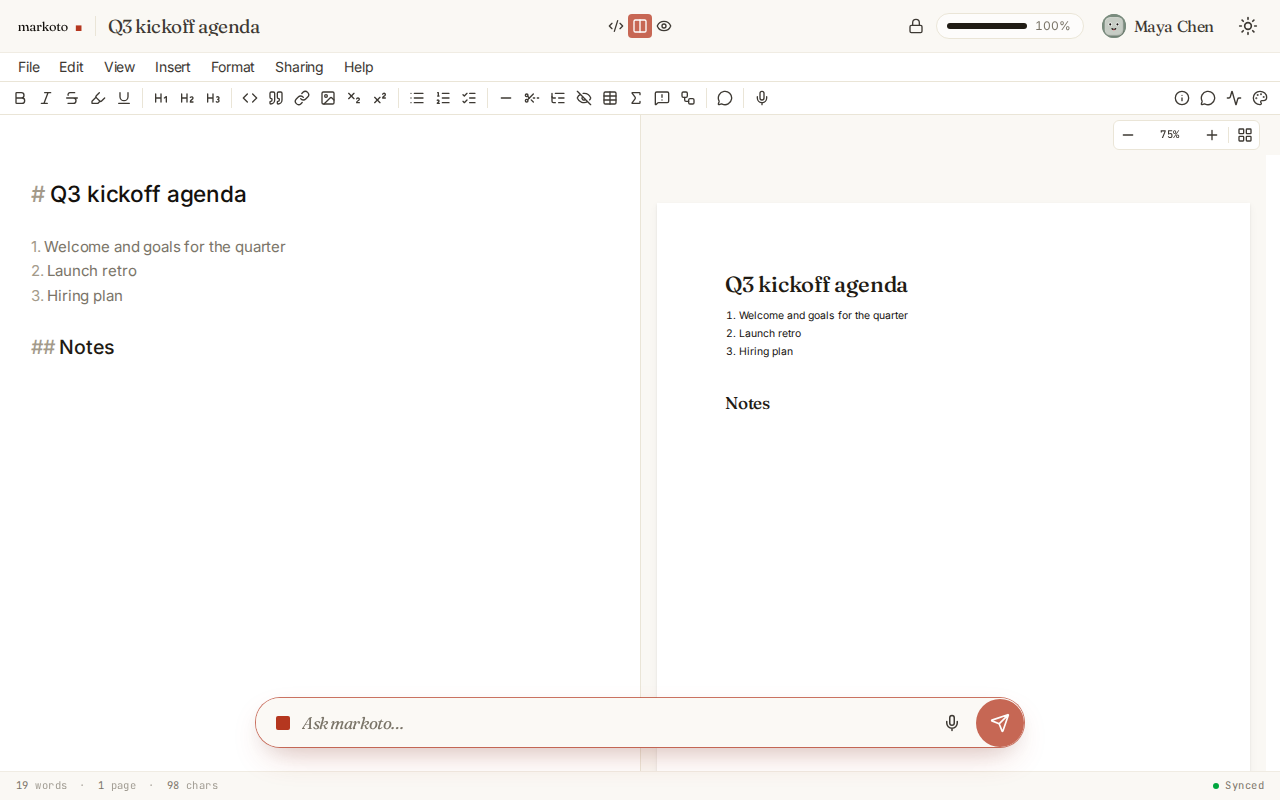 markoto
Q3 kickoff agenda
100%
Maya Chen
File Edit View Insert Format Sharing Help
H1 H2 H3
75%
# Q3 kickoff agenda
1. Welcome and goals for the quarter
2. Launch retro
3. Hiring plan
## Notes
Q3 kickoff agenda
1. Welcome and goals for the quarter
2. Launch retro
3. Hiring plan
Notes
Ask markoto...
19 words · 1 page · 98 chars
Synced